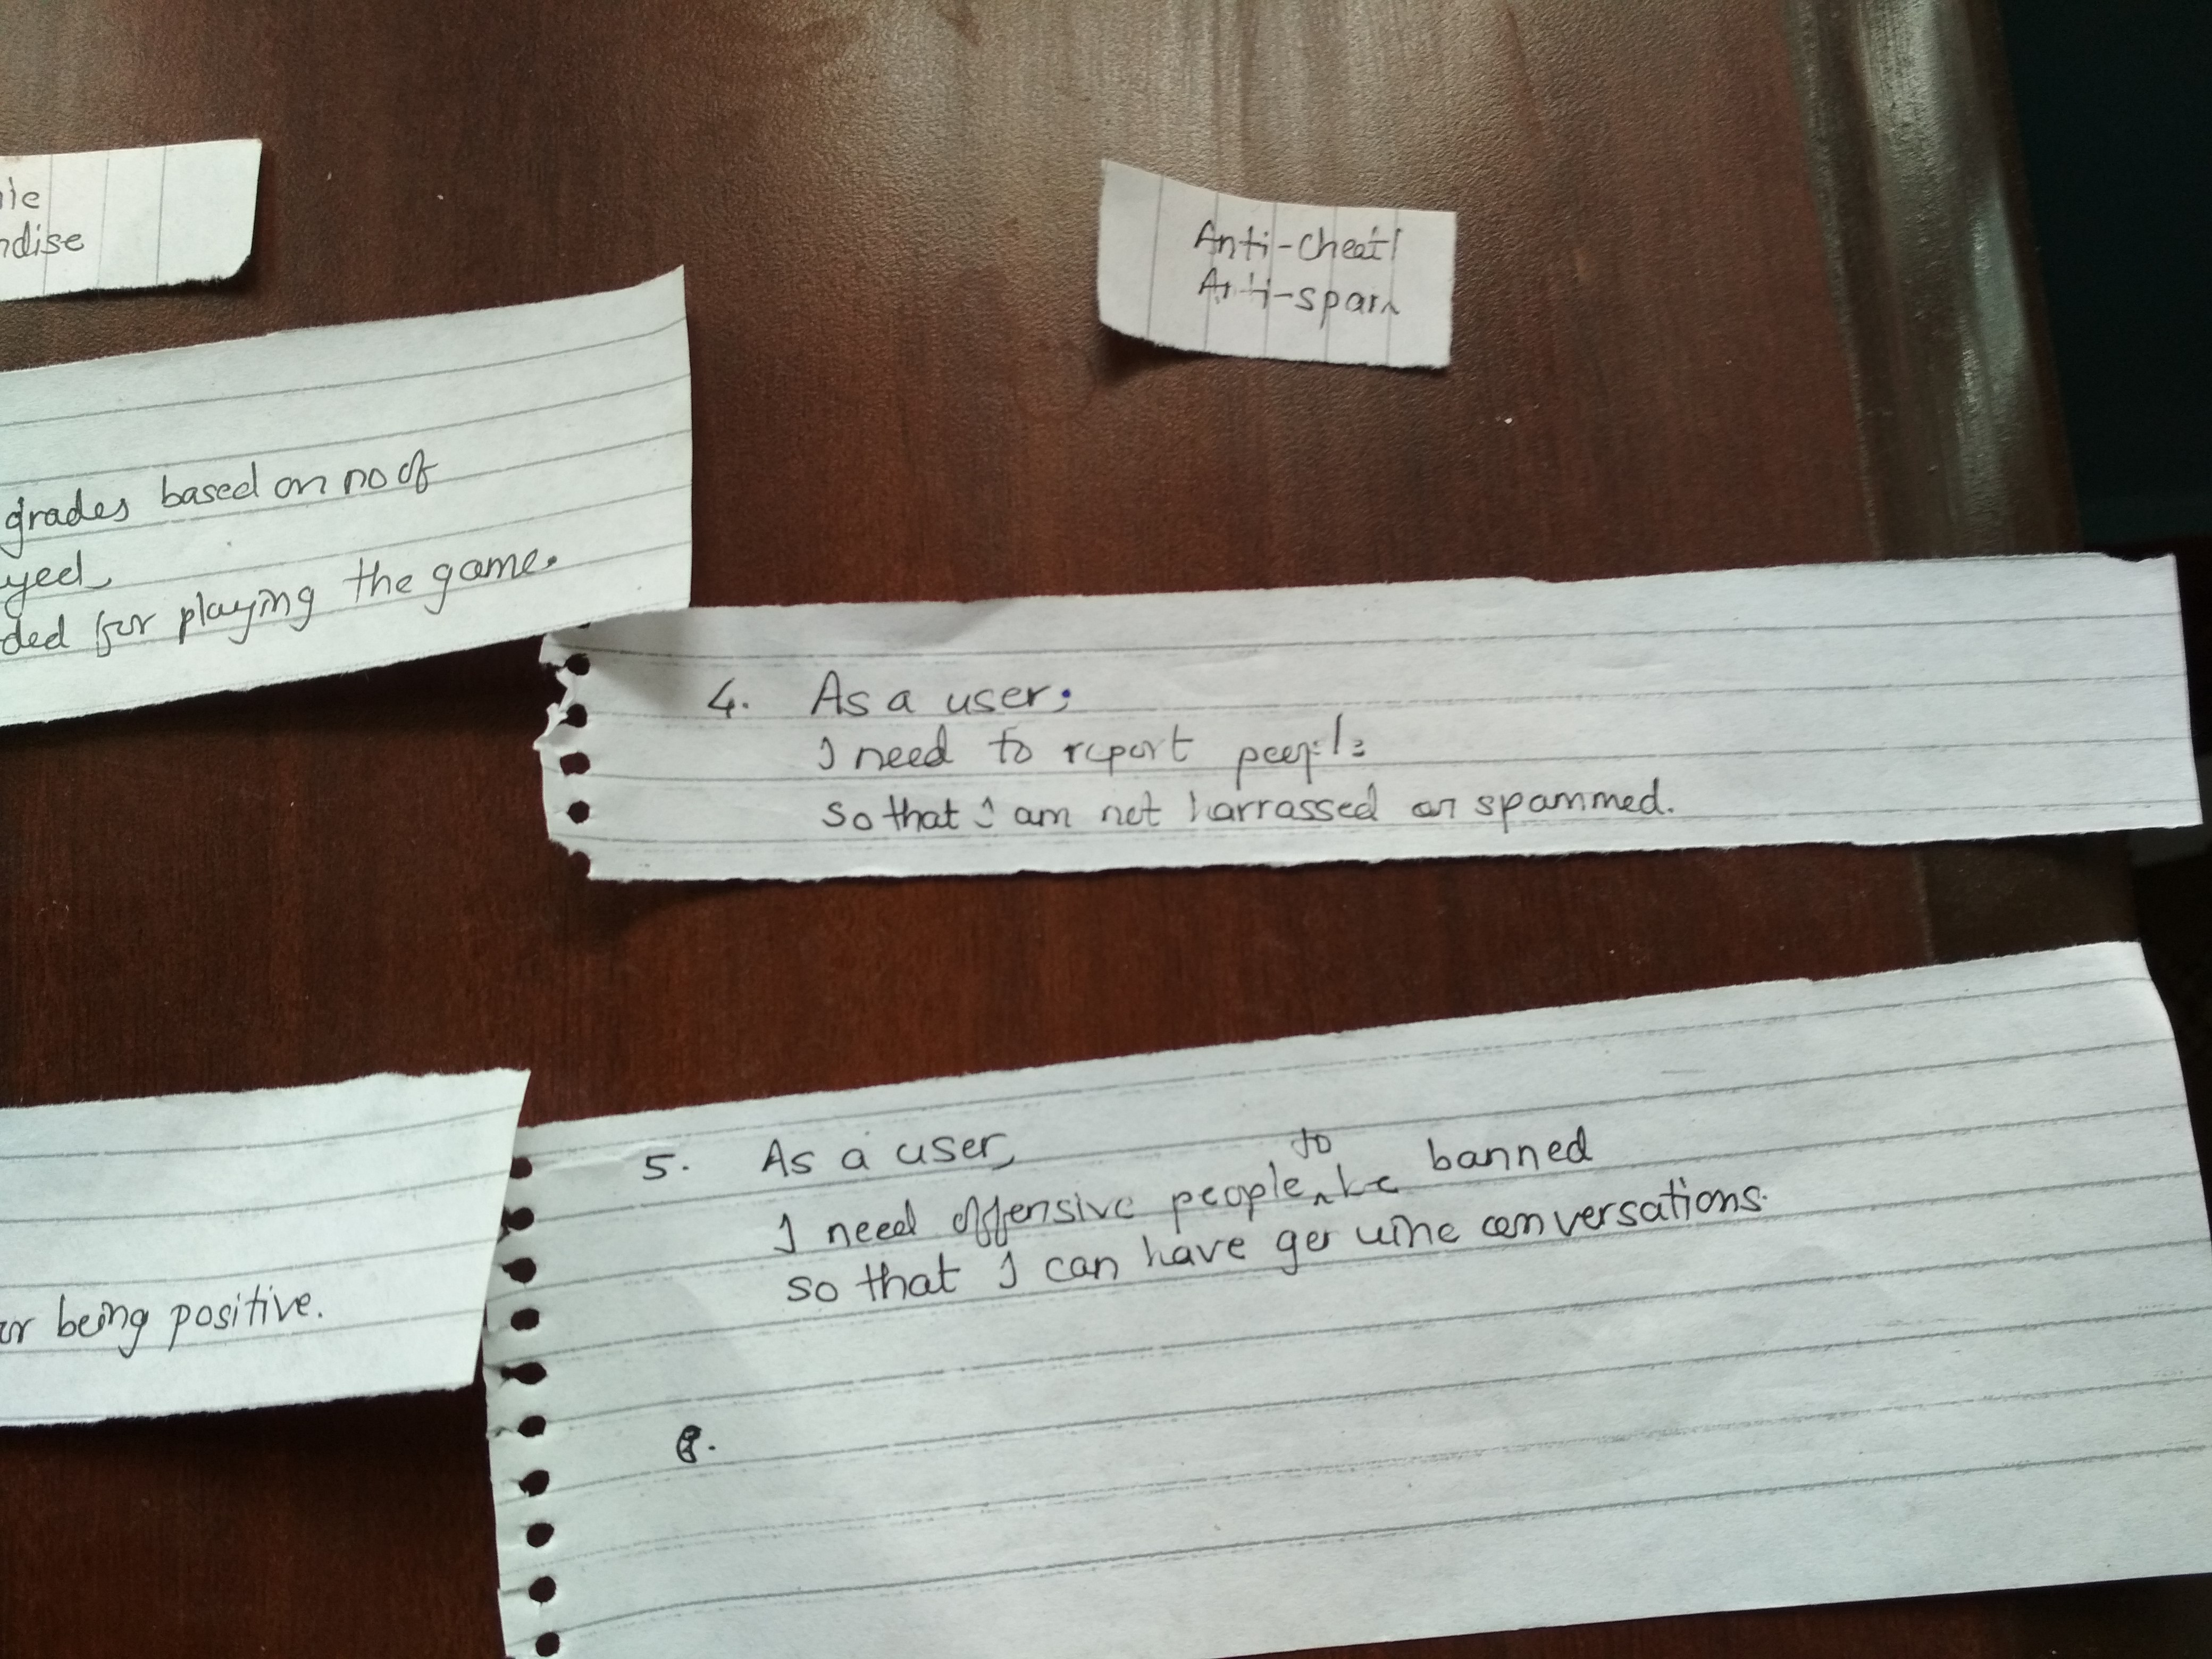 ndise
Anti-cheat/
Anti-spam
grades based on no of
yed,
ded for playing the game.
4. As a user,
I need to report people
so that I am not harrassed or spammed.
5. As a user,
I need offensive people to be banned
so that I can have genuine conversations.
or being positive.